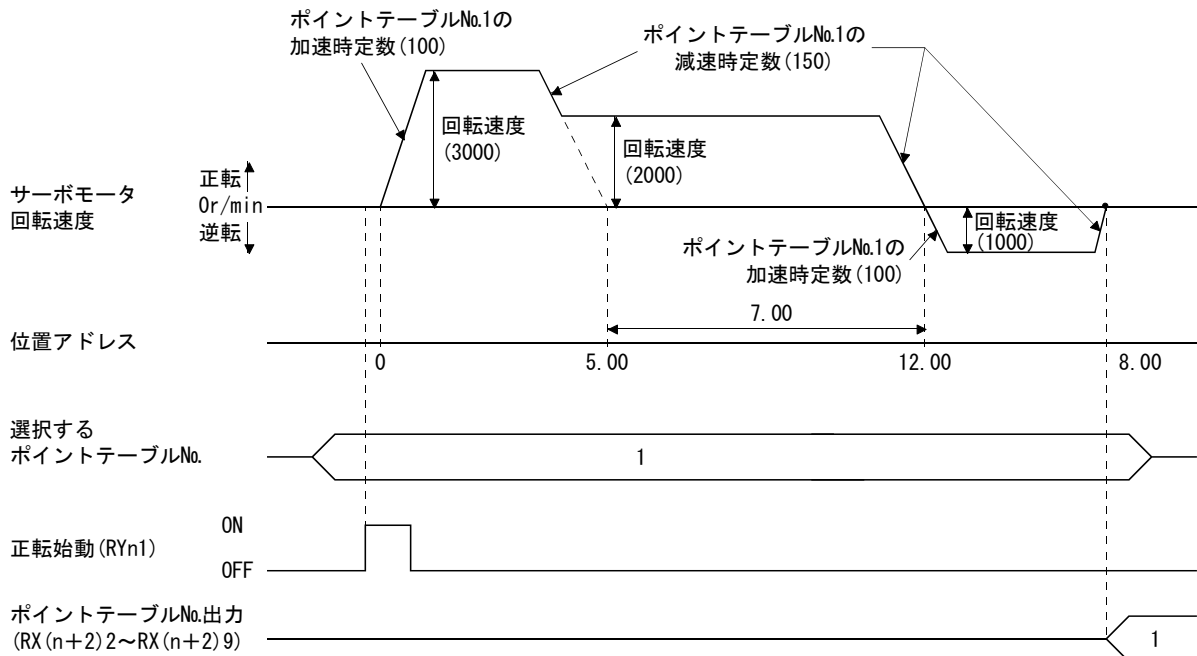 ポイントテーブルNo.1の
加速時定数(100)
ポイントテーブルNo.1の
減速時定数(150)
回転速度
(3000)
回転速度
(2000)
サーボモータ
回転速度
正転
0r/min
逆転
回転速度
(1000)
ポイントテーブルNo.1の
加速時定数(100)
7.00
位置アドレス
0
5.00
12.00
8.00
選択する
ポイントテーブルNo.
1
正転始動(RYn1)
ON
OFF
ポイントテーブルNo.出力
(RX(n+2)2～RX(n+2)9)
1